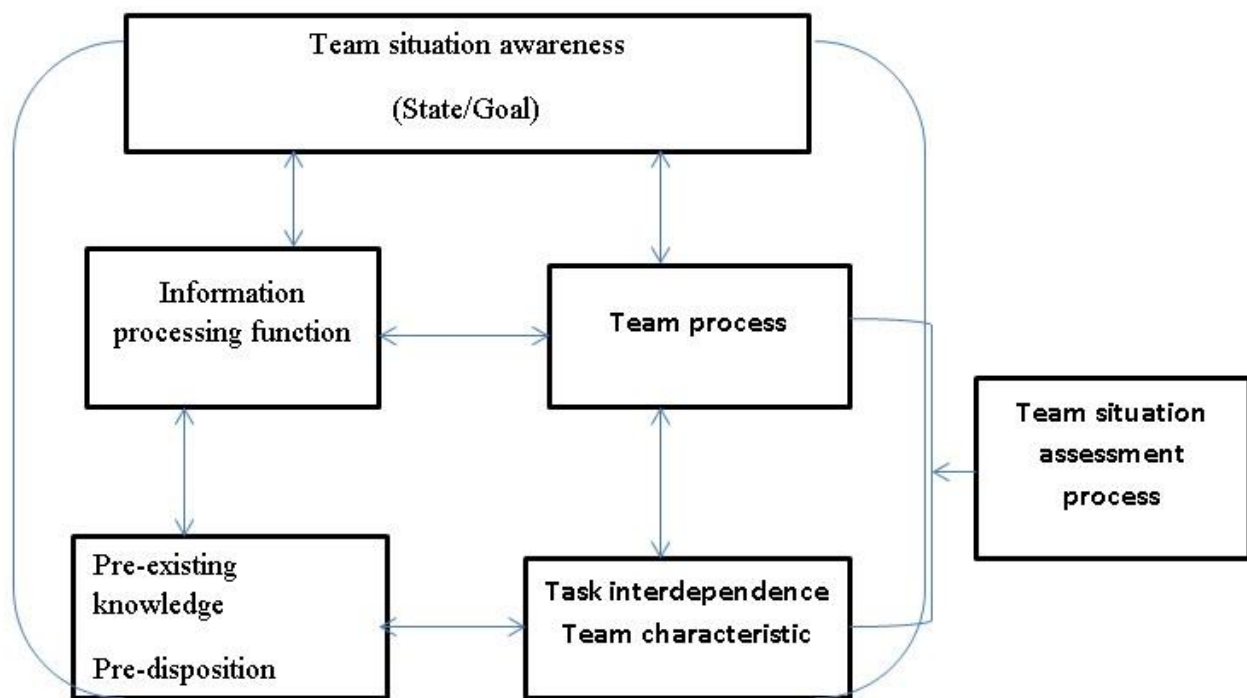 Team situation awareness
(State/Goal)
Information
processing function
Team process
Team situation
assessment
process
Pre-existing
knowledge
Pre-disposition
Task interdependence
Team characteristic